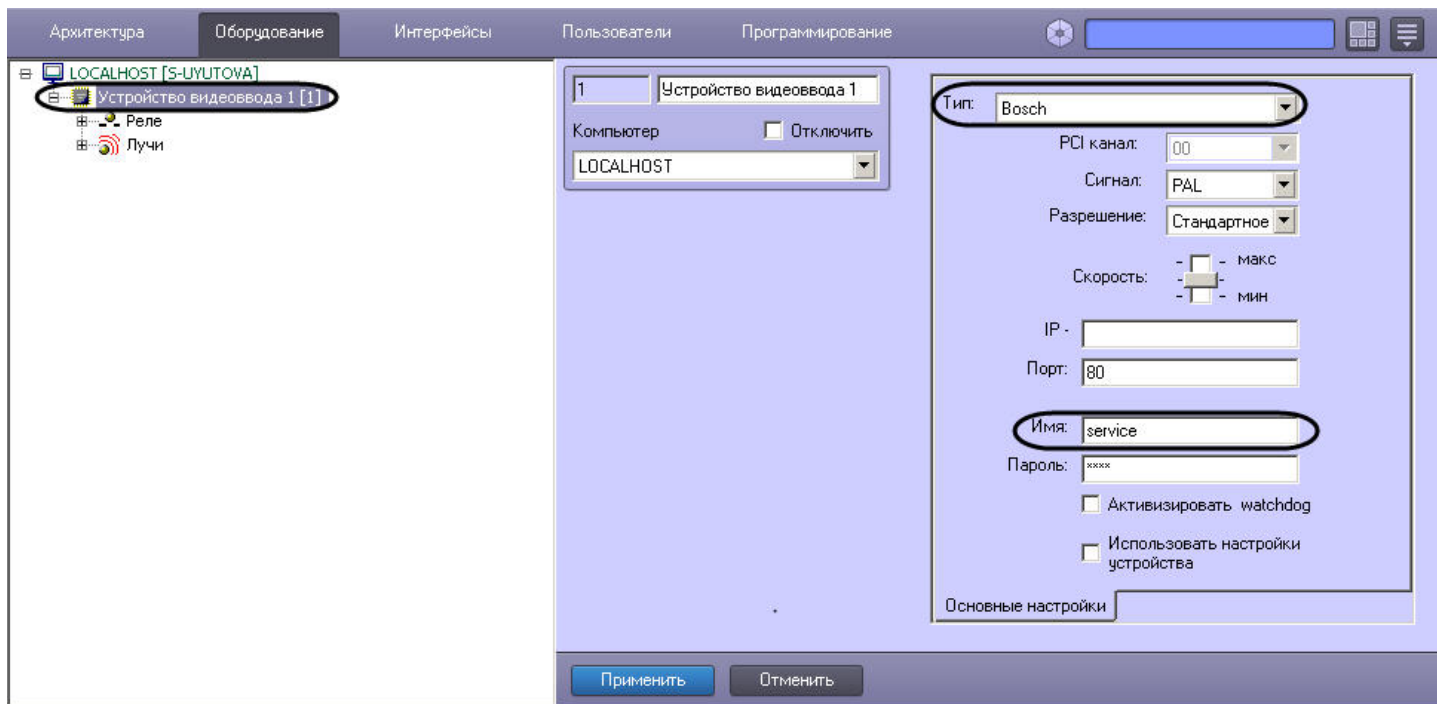 Архитектура Оборудование Интерфейсы Пользователи Программирование
LOCALHOST [S-UYUTOVA]
Устройство видеоввода 1 [1]
Реле
Лучи
1 Устройство видеоввода 1
Компьютер Отключить
LOCALHOST
Тип: Bosch
PCI канал: 00
Сигнал: PAL
Разрешение: Стандартное
макс
Скорость:
мин
IP -
Порт: 80
Имя: service
Пароль: ****
Активизировать watchdog
Использовать настройки
устройства
Основные настройки
Применить Отменить